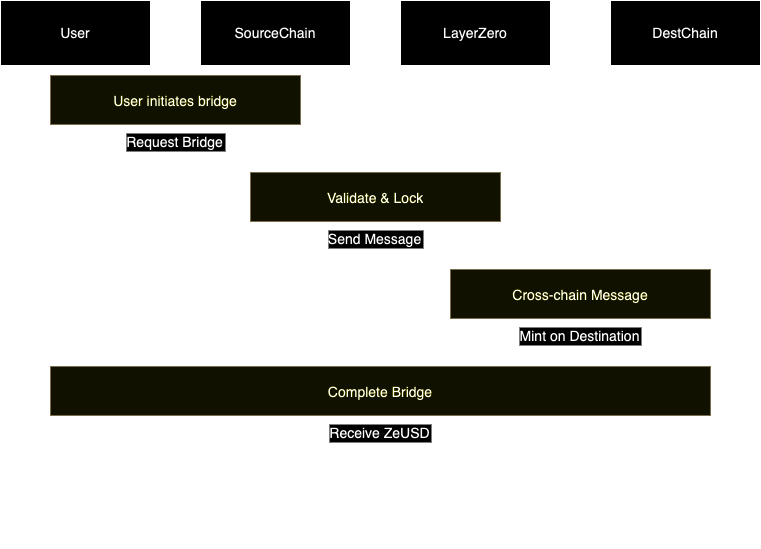 User
SourceChain
LayerZero
DestChain
User initiates bridge
Request Bridge
Validate & Lock
Send Message
Cross-chain Message
Mint on Destination
Complete Bridge
Receive ZeUSD